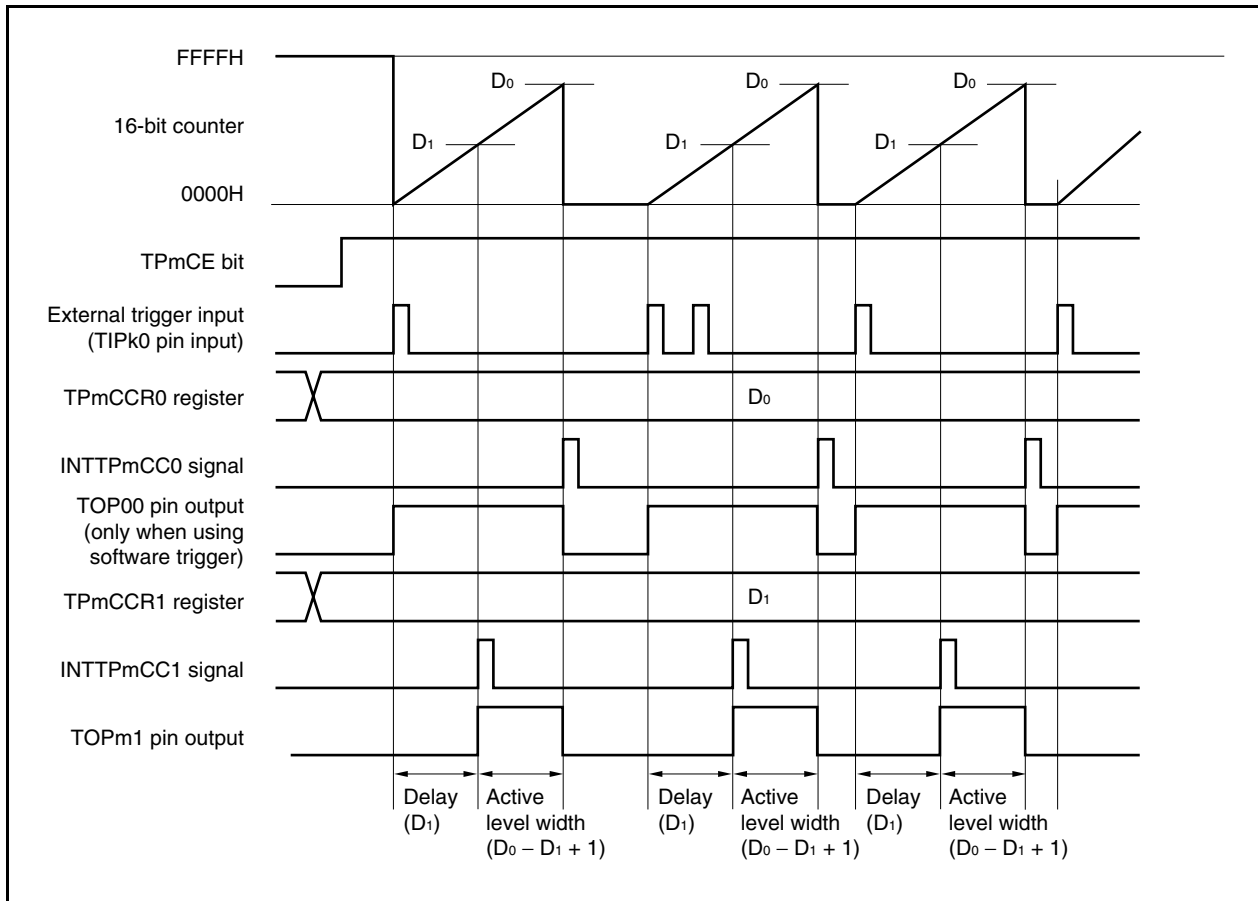 FFFFH
D0
D0
D0
16-bit counter
D1
D1
D1
0000H
TPmCE bit
External trigger input
(TIPk0 pin input)
TPmCCR0 register
D0
INTTPmCC0 signal
TOP00 pin output
(only when using
software trigger)
TPmCCR1 register
D1
INTTPmCC1 signal
TOPm1 pin output
Delay
(D1)
Active
level width
(D0 − D1 + 1)
Delay
(D1)
Active
level width
(D0 − D1 + 1)
Delay
(D1)
Active
level width
(D0 − D1 + 1)